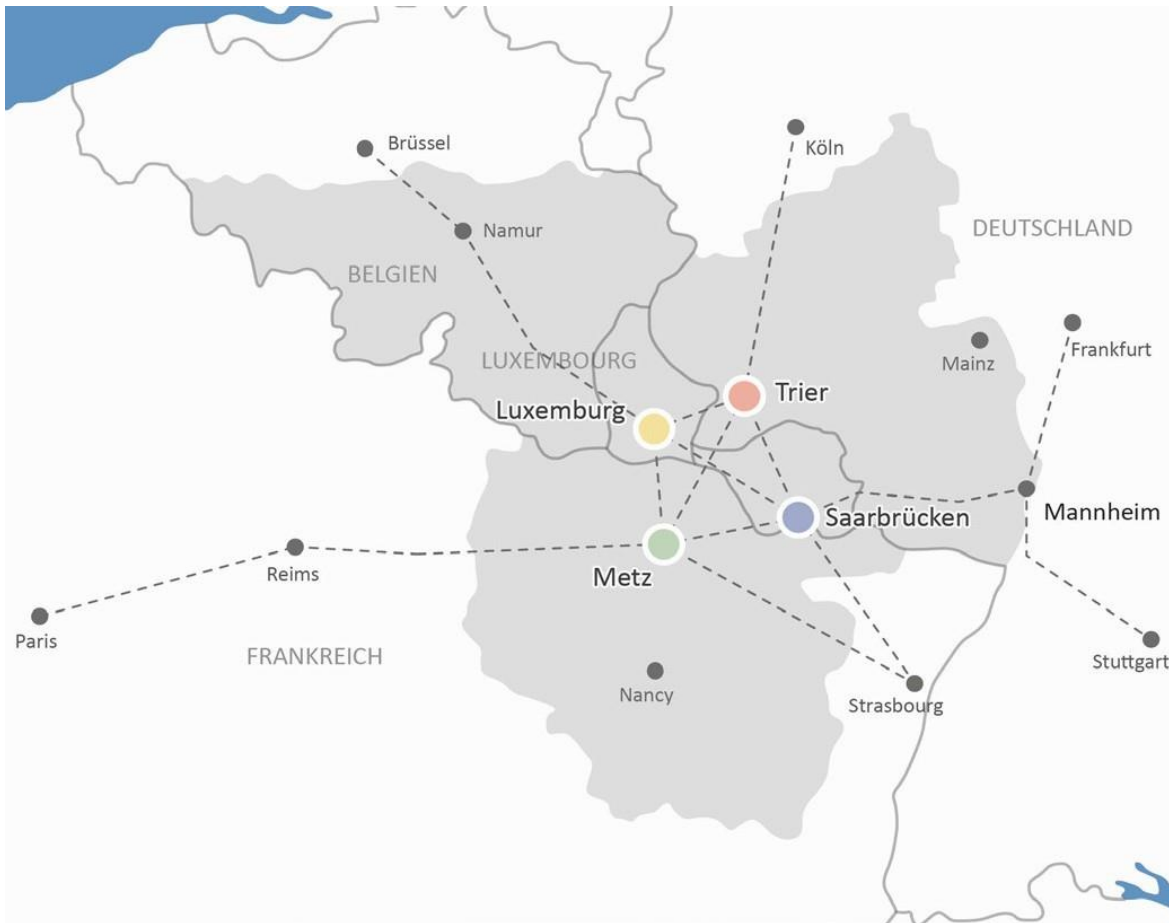 Brüssel
Köln
Namur
DEUTSCHLAND
BELGIEN
Frankfurt
Mainz
LUXEMBOURG
Trier
Luxemburg
Mannheim
Saarbrücken
Reims
Metz
Paris
FRANKREICH
Stuttgart
Nancy
Strasbourg